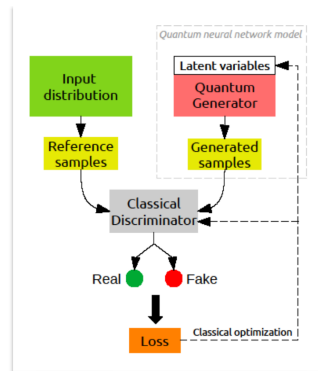 Quantum neural network model
Latent variables
Input
distribution
Quantum
Generator
Reference
samples
Generated
samples
Classical
Discriminator
Real
Fake
Classical optimization
Loss